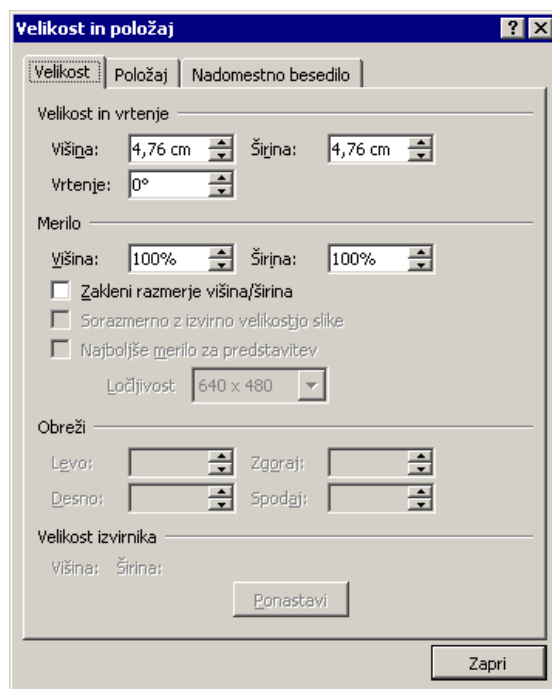 Velikost in položaj
Velikost Položaj Nadomestno besedilo
Velikost in vrtenje
Višina: 4,76 cm Širina: 4,76 cm
Vrtenje: 0°
Merilo
Višina: 100% Širina: 100%
Zakleni razmerje višina/širina
Sorazmerno z izvirno velikostjo slike
Najboljše merilo za predstavitev
Ločljivost 640 x 480
Obreži
Levo: Zgoraj:
Desno: Spodaj:
Velikost izvirnika
Višina: Širina:
Ponastavi
Zapri